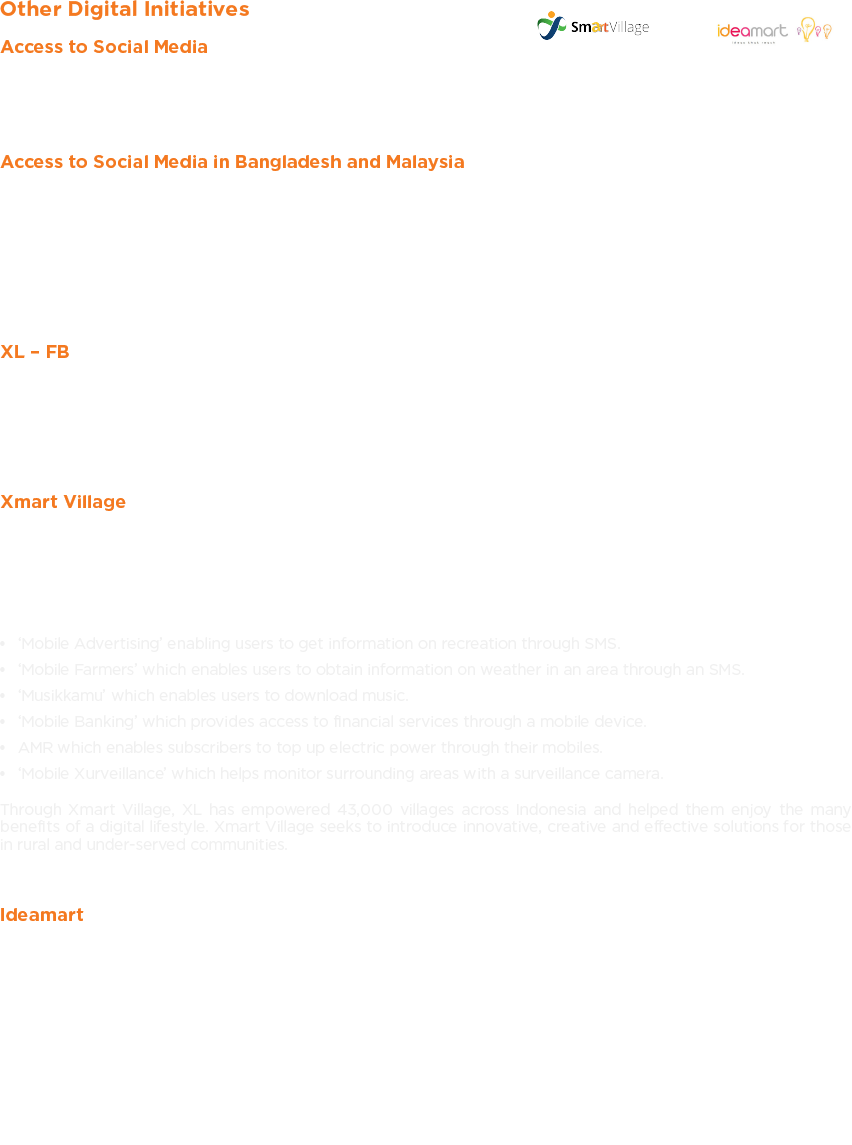 Other Digital Initiatives
SmartVillage
ideamart
ideas that reach
Access to Social Media
Access to Social Media in Bangladesh and Malaysia
XL – FB
Xmart Village
• ‘Mobile Advertising’ enabling users to get information on recreation through SMS.
• ‘Mobile Farmers’ which enables users to obtain information on weather in an area through an SMS.
• ‘Musikkamu’ which enables users to download music.
• ‘Mobile Banking’ which provides access to financial services through a mobile device.
• AMR which enables subscribers to top up electric power through their mobiles.
• ‘Mobile Xurveillance’ which helps monitor surrounding areas with a surveillance camera.
Through Xmart Village, XL has empowered 43,000 villages across Indonesia and helped them enjoy the many
benefits of a digital lifestyle. Xmart Village seeks to introduce innovative, creative and effective solutions for those
in rural and under-served communities.
Ideamart